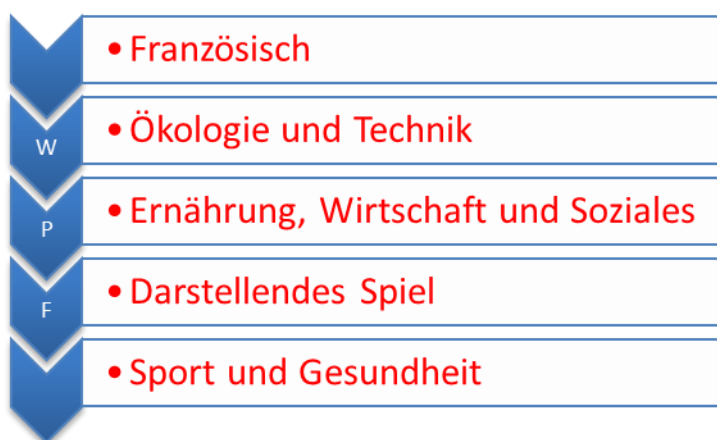 • Französisch
W
• Ökologie und Technik
P
• Ernährung, Wirtschaft und Soziales
F
• Darstellendes Spiel
• Sport und Gesundheit